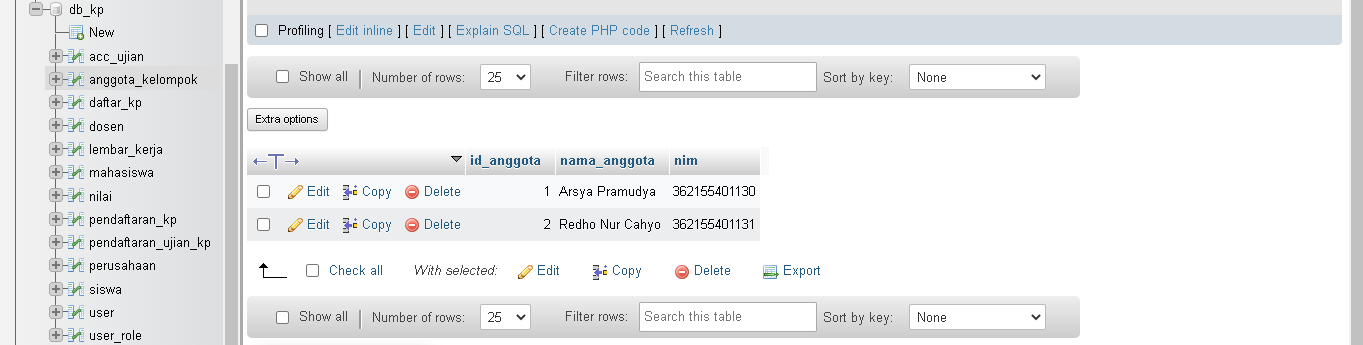 db_kp
New
acc_ujian
anggota_kelompok
daftar_kp
dosen
lembar_kerja
mahasiswa
nilai
pendaftaran_kp
pendaftaran_ujian_kp
perusahaan
siswa
user
user_role
Profiling [ Edit inline ] [ Edit ] [ Explain SQL ] [ Create PHP code ] [ Refresh ]
Show all | Number of rows: 25 Filter rows: Search this table Sort by key: None
Extra options
←T→ id_anggota nama_anggota nim
Edit Copy Delete 1 Arsya Pramudya 362155401130
Edit Copy Delete 2 Redho Nur Cahyo 362155401131
Check all With selected: Edit Copy Delete Export
Show all | Number of rows: 25 Filter rows: Search this table Sort by key: None